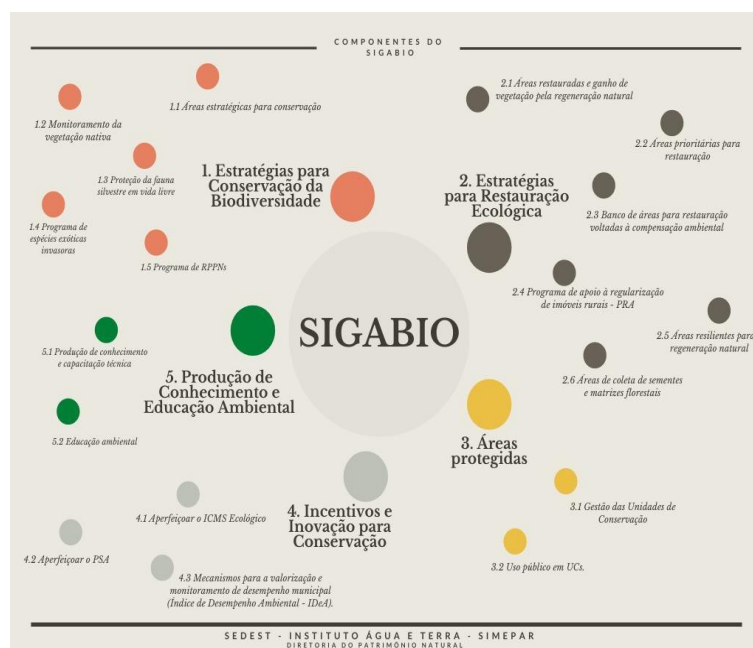 COMPONENTES DO
SIGABIO
1.1 Áreas estratégicas para conservação
1.2 Monitoramento da
vegetação nativa
1.3 Proteção da fauna
silvestre em vida livre
1. Estratégias para
Conservação da
Biodiversidade
1.4 Programa de
espécies exóticas
invasoras
1.5 Programa de RPPNs
2.1 Áreas restauradas e ganho de
vegetação pela regeneração natural
2.2 Áreas prioritárias para
restauração
2. Estratégias
para Restauração
Ecológica
2.3 Banco de áreas para restauração
voltadas à compensação ambiental
2.4 Programa de apoio à regularização
de imóveis rurais - PRA
2.5 Áreas resilientes para
regeneração natural
2.6 Áreas de coleta de sementes
e matrizes florestais
SIGABIO
5.1 Produção de conhecimento
e capacitação técnica
5. Produção de
Conhecimento e
Educação Ambiental
5.2 Educação ambiental
3. Áreas
protegidas
3.1 Gestão das Unidades de
Conservação
3.2 Uso público em UCs.
4. Incentivos e
Inovação para
Conservação
4.1 Aperfeiçoar o ICMS Ecológico
4.2 Aperfeiçoar o PSA
4.3 Mecanismos para a valorização e
monitoramento de desempenho municipal
(Índice de Desempenho Ambiental - IDeA).
SEDEST - INSTITUTO ÁGUA E TERRA - SIMEPAR
DIRETORIA DO PATRIMÔNIO NATURAL